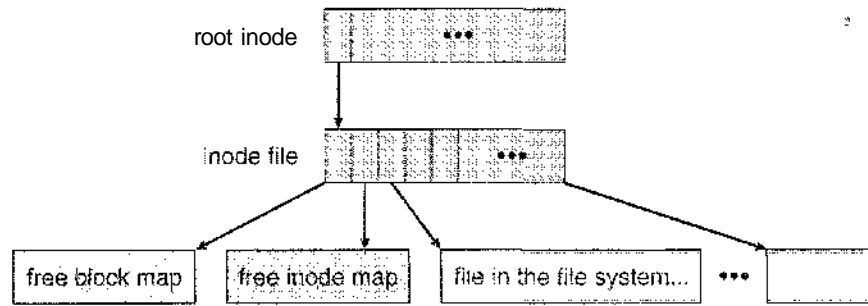 root inode
•••
inode file
•••
free block map
free inode map
file in the file system...
•••